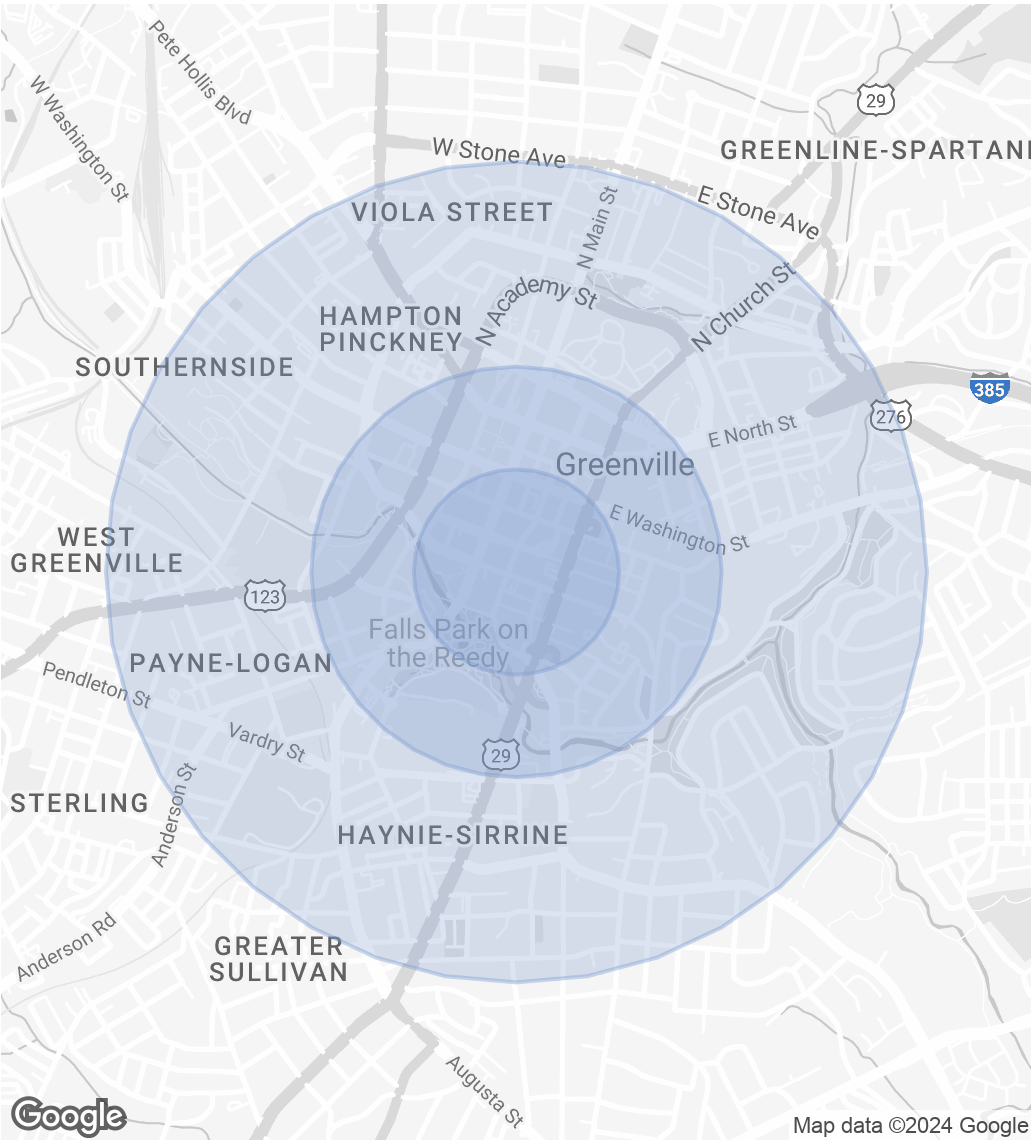 Pete Hollis Blvd
W Washington St
29
W Stone Ave
GREENLINE-SPARTAN
E Stone Ave
VIOLA STREET
N Main St
N Academy St
N Church St
HAMPTON
PINCKNEY
SOUTHERNSIDE
385
276
E North St
Greenville
E Washington St
WEST
GREENVILLE
123
Falls Park on
the Reedy
PAYNE-LOGAN
Pendleton St
Vardry St
29
STERLING
Anderson St
HAYNIE-SIRRINE
Anderson Rd
GREATER
SULLIVAN
Augusta St
Google
Map data ©2024 Google